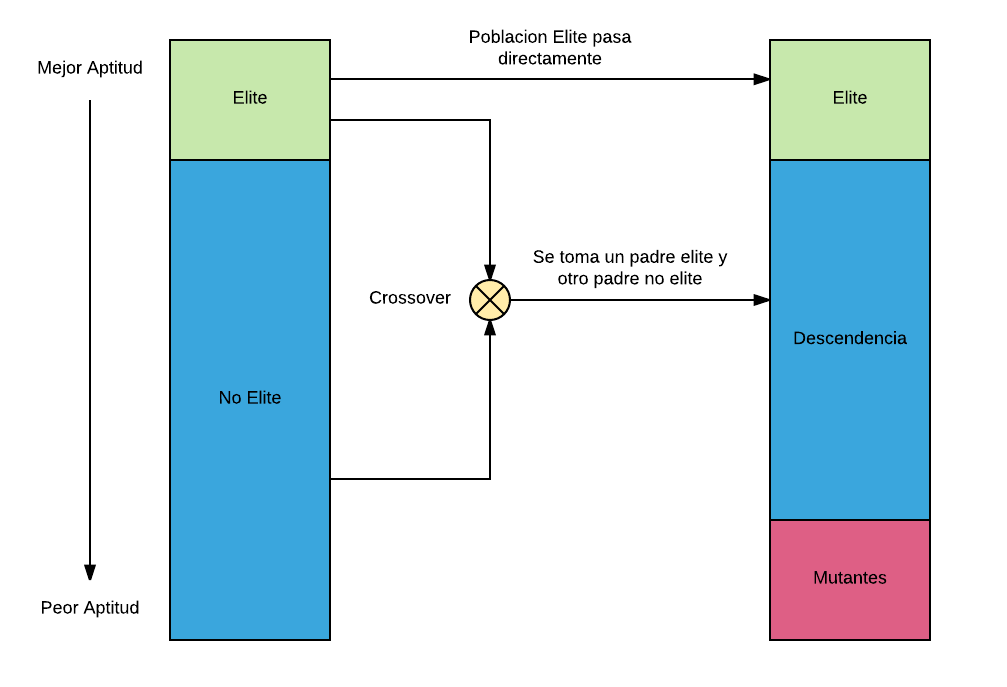 Poblacion Elite pasa
directamente
Mejor Aptitud
Elite
Elite
Se toma un padre elite y
otro padre no elite
Crossover
Descendencia
No Elite
Mutantes
Peor Aptitud